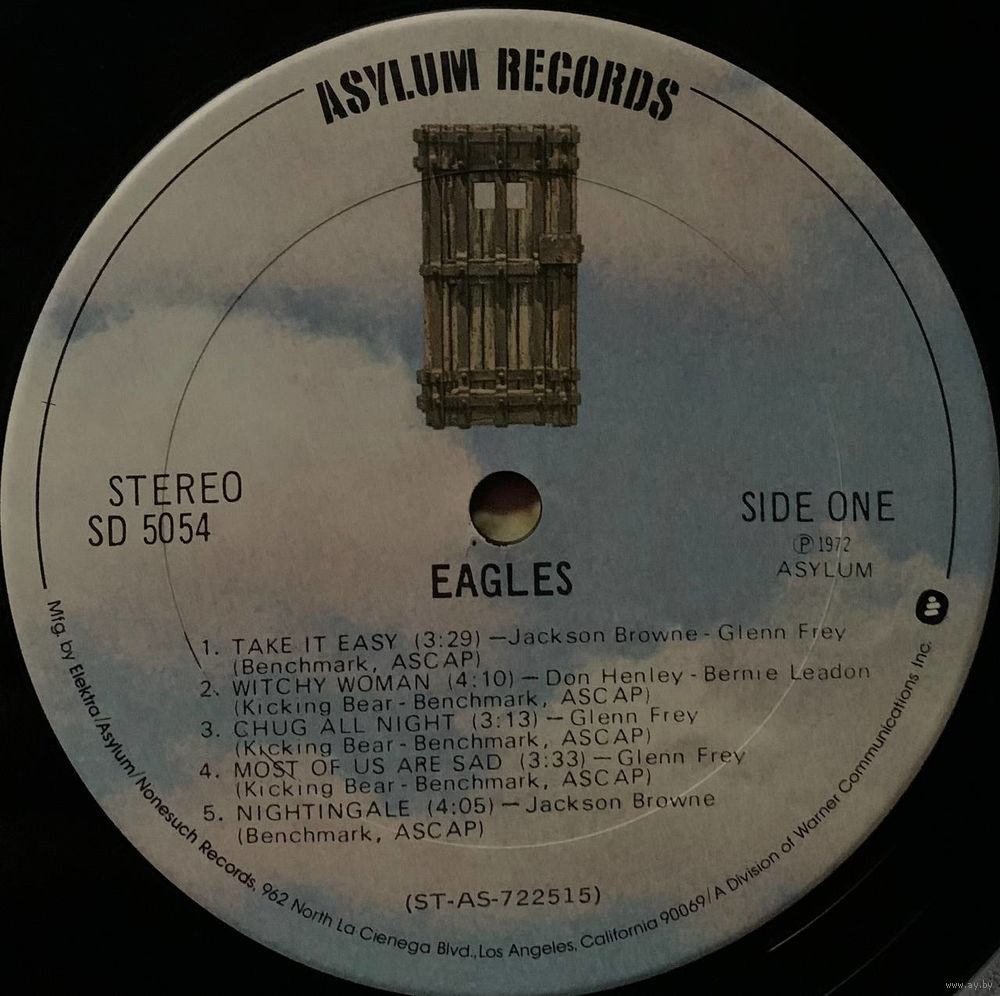 ASYLUM RECORDS
STEREO
SD 5054
SIDE ONE
Ⓟ 1972
ASYLUM
EAGLES
1. TAKE IT EASY (3:29) — Jackson Browne - Glenn Frey
(Benchmark, ASCAP)
2. WITCHY WOMAN (4:10) — Don Henley - Bernie Leadon
(Kicking Bear - Benchmark, ASCAP)
3. CHUG ALL NIGHT (3:13) — Glenn Frey
(Kicking Bear - Benchmark, ASCAP)
4. MOST OF US ARE SAD (3:33) — Glenn Frey
(Kicking Bear - Benchmark, ASCAP)
5. NIGHTINGALE (4:05) — Jackson Browne
(Benchmark, ASCAP)
(ST-AS-722515)
Mfg. by Elektra/Asylum/Nonesuch Records, 962 North La Cienega Blvd., Los Angeles, California 90069/A Division of Warner Communications Inc.
www.ay.by